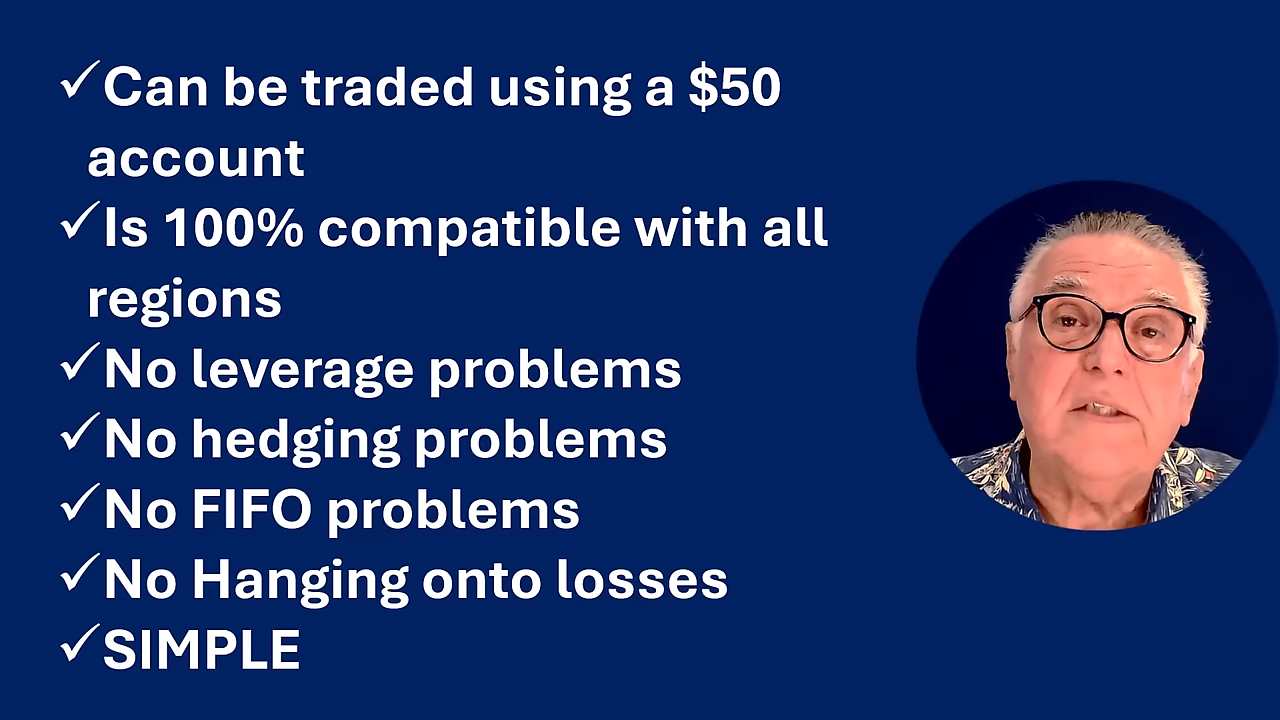 ✓Can be traded using a $50
account
✓Is 100% compatible with all
regions
✓No leverage problems
✓No hedging problems
✓No FIFO problems
✓No Hanging onto losses
✓SIMPLE